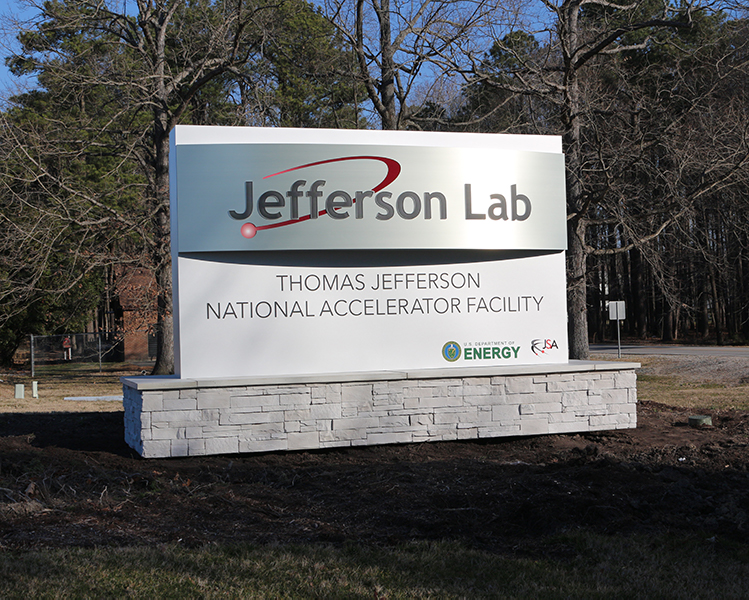 Jefferson Lab
THOMAS JEFFERSON
NATIONAL ACCELERATOR FACILITY
U.S. DEPARTMENT OF
ENERGY
JSA